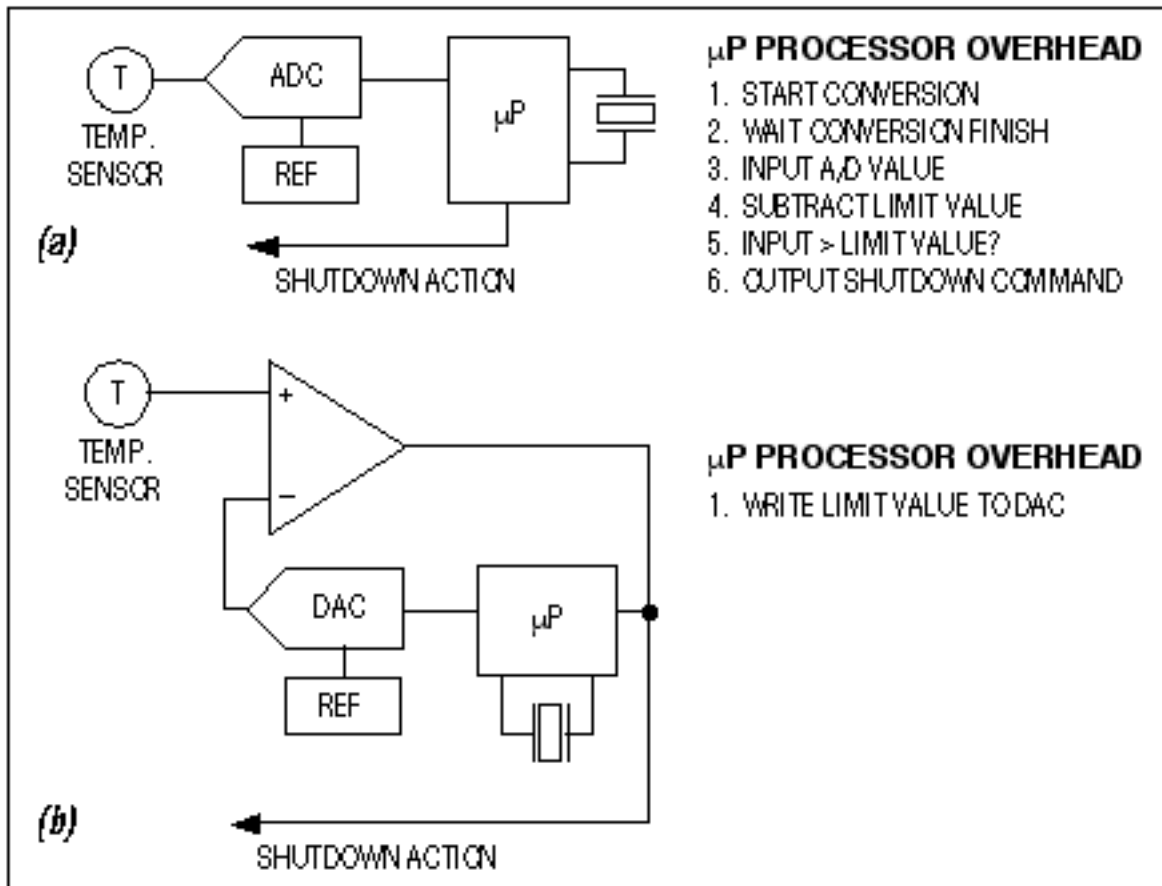 T
TEMP.
SENSOR
ADC
REF
μP
(a)
SHUTDOWN ACTION
μP PROCESSOR OVERHEAD
1. START CONVERSION
2. WAIT CONVERSION FINISH
3. INPUT A/D VALUE
4. SUBTRACT LIMIT VALUE
5. INPUT > LIMIT VALUE?
6. OUTPUT SHUTDOWN COMMAND
T
TEMP.
SENSOR
+
−
DAC
REF
μP
(b)
SHUTDOWN ACTION
μP PROCESSOR OVERHEAD
1. WRITE LIMIT VALUE TO DAC